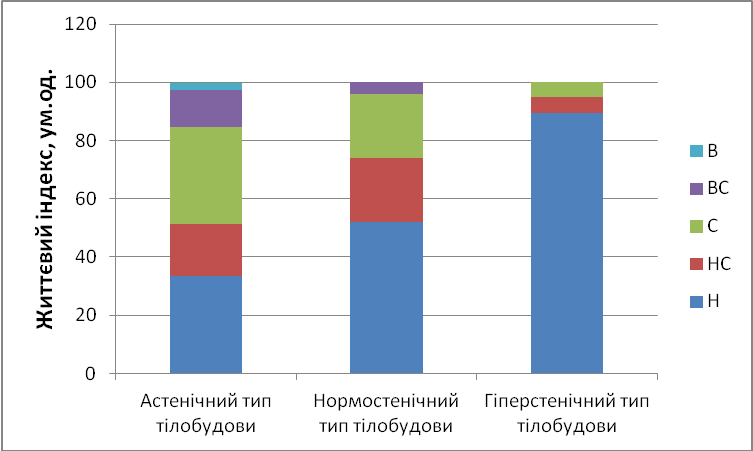 120
100
80
60
40
20
0
Життєвий індекс, ум.од.
Астенічний тип
тілобудови
Нормостенічний
тип тілобудови
Гіперстенічний тип
тілобудови
В
ВС
С
НС
Н